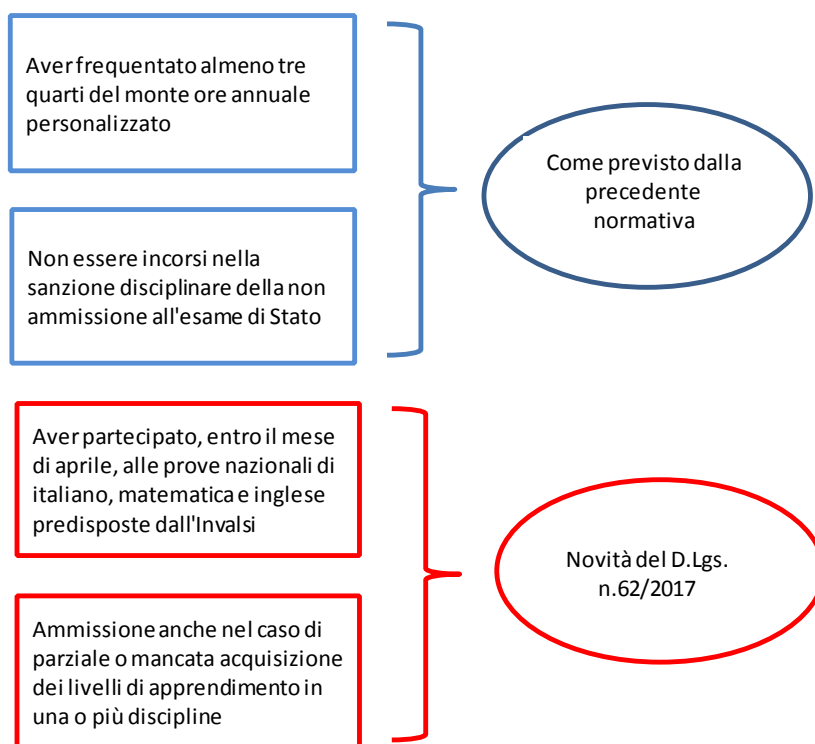 Aver frequentato almeno tre
quarti del monte ore annuale
personalizzato
Non essere incorsi nella
sanzione disciplinare della non
ammissione all'esame di Stato
Come previsto dalla
precedente
normativa
Aver partecipato, entro il mese
di aprile, alle prove nazionali di
italiano, matematica e inglese
predisposte dall'Invalsi
Ammissione anche nel caso di
parziale o mancata acquisizione
dei livelli di apprendimento in
una o più discipline
Novità del D.Lgs.
n.62/2017